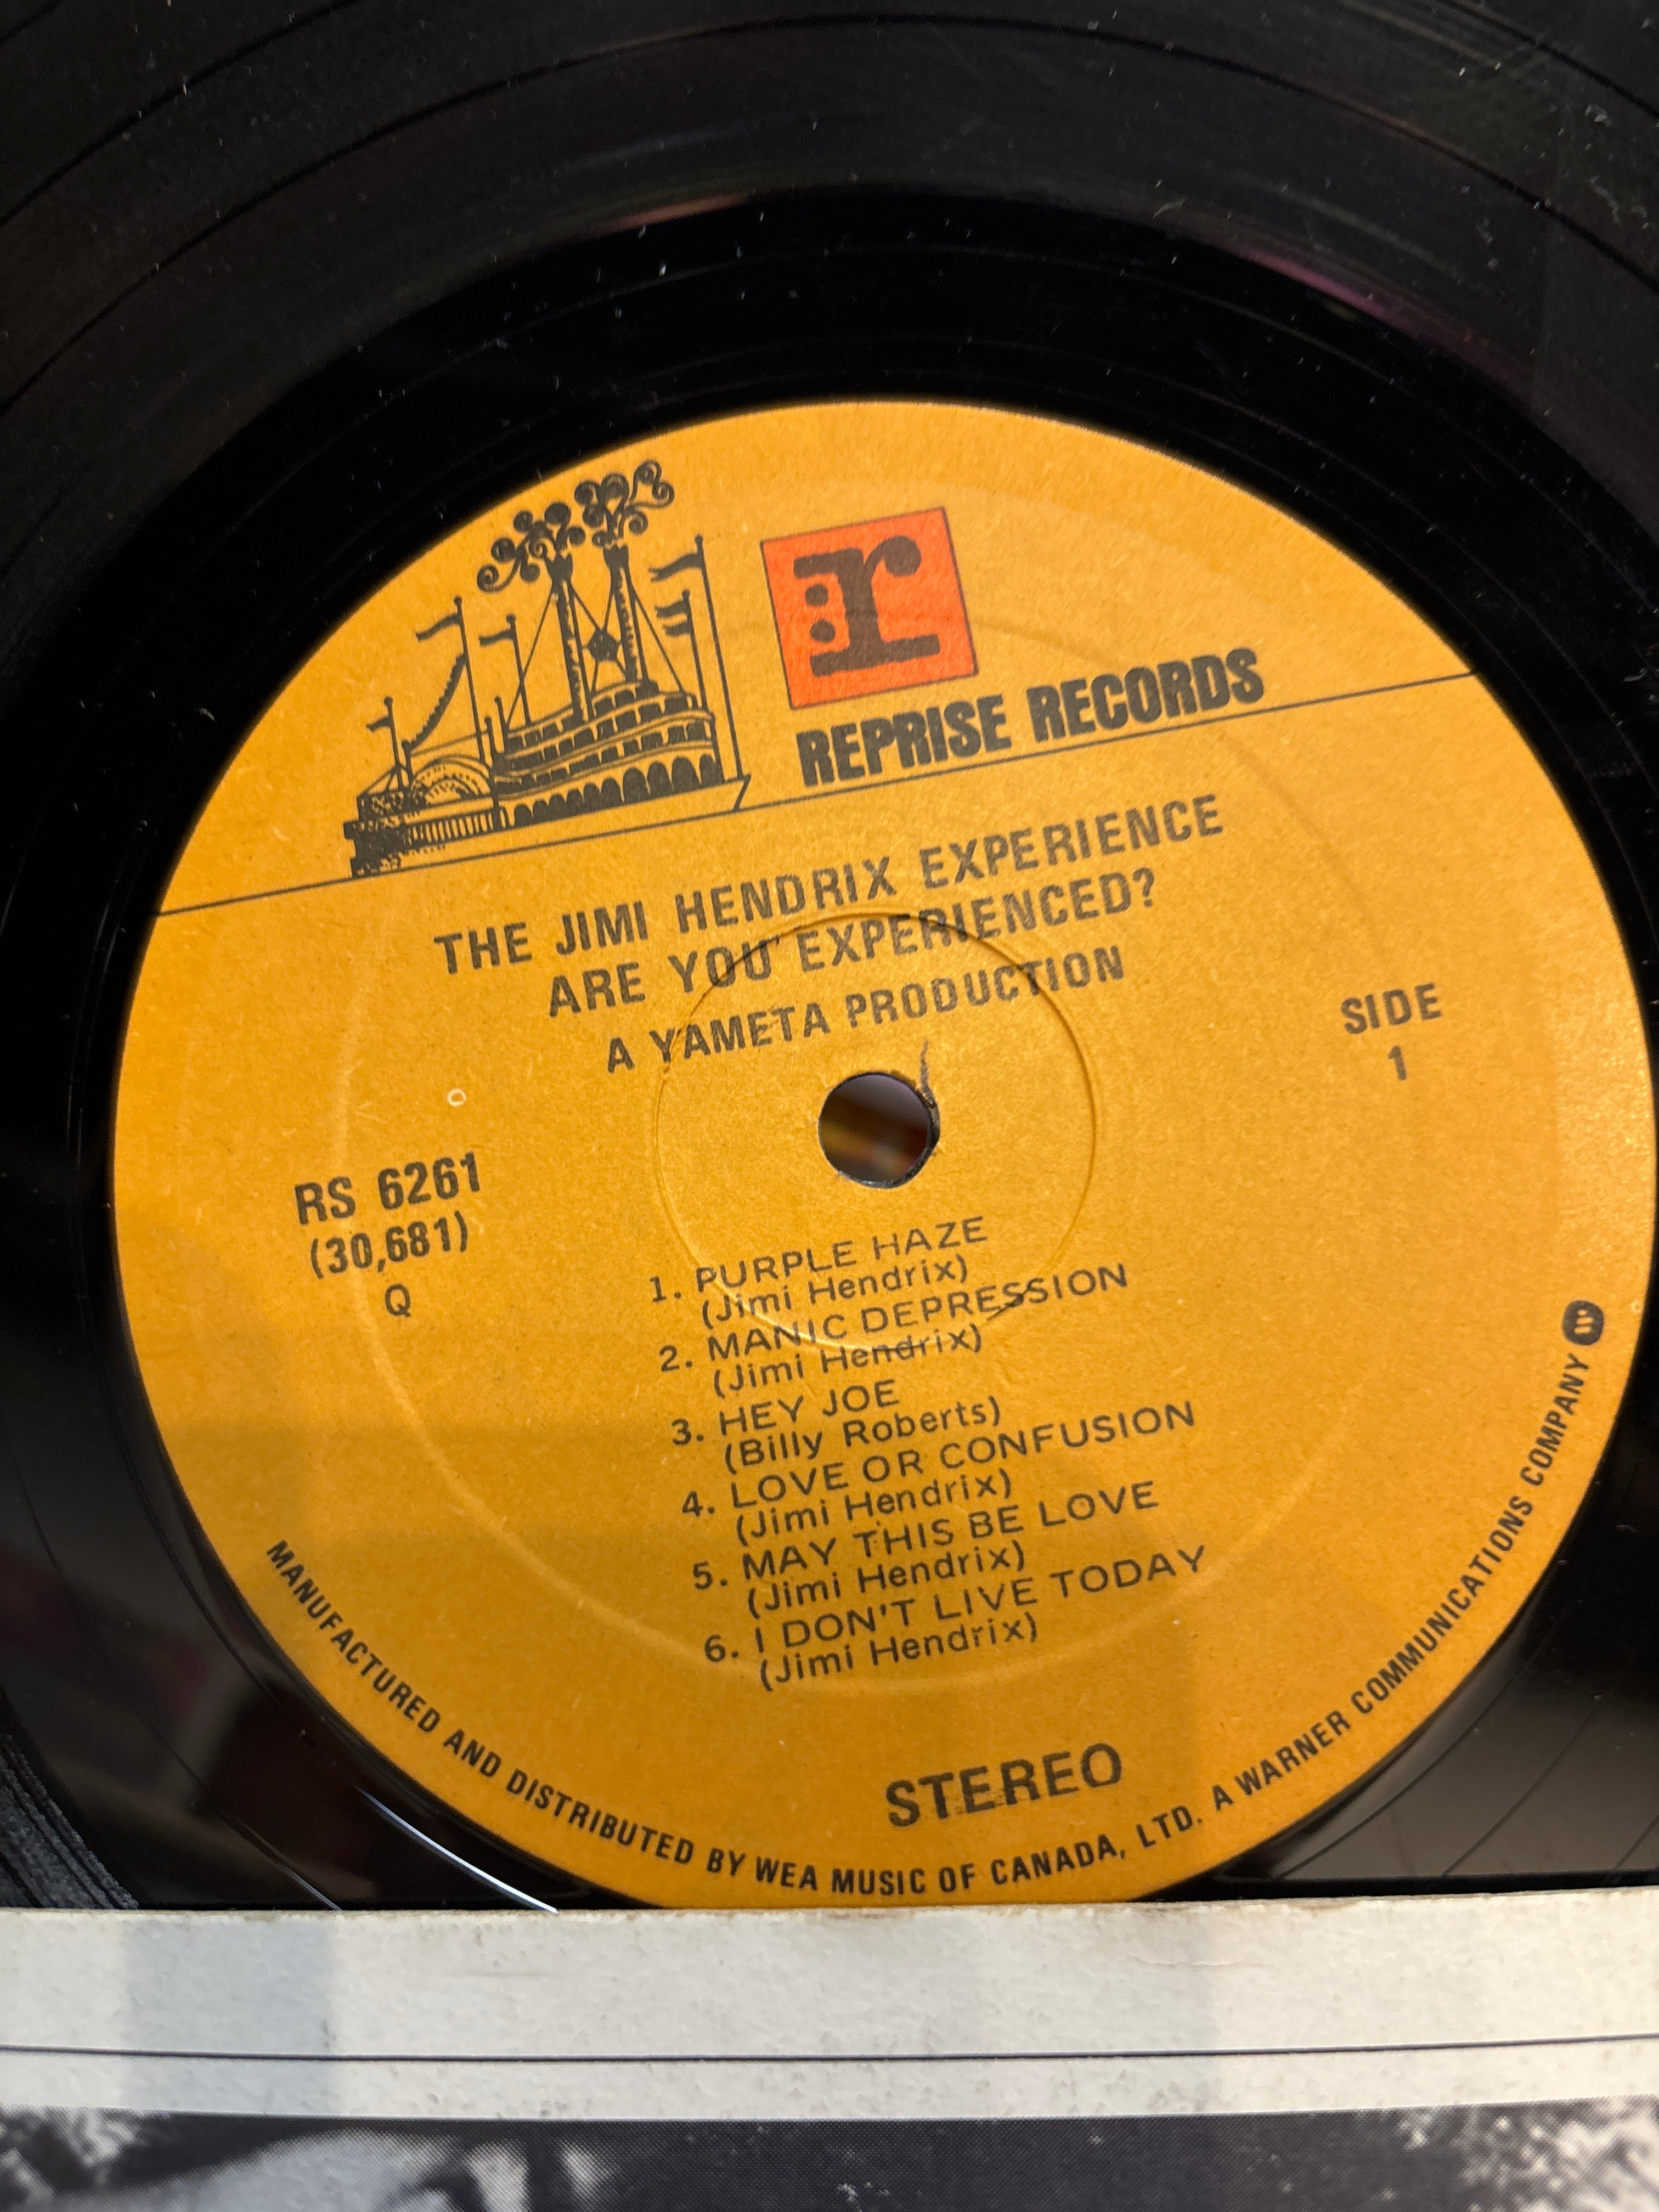 r:
REPRISE RECORDS
THE JIMI HENDRIX EXPERIENCE
ARE YOU EXPERIENCED?
A YAMETA PRODUCTION
SIDE
1
RS 6261
(30,681)
Q
1. PURPLE HAZE
(Jimi Hendrix)
2. MANIC DEPRESSION
(Jimi Hendrix)
3. HEY JOE
(Billy Roberts)
4. LOVE OR CONFUSION
(Jimi Hendrix)
5. MAY THIS BE LOVE
(Jimi Hendrix)
6. I DON'T LIVE TODAY
(Jimi Hendrix)
STEREO
MANUFACTURED AND DISTRIBUTED BY WEA MUSIC OF CANADA, LTD. A WARNER COMMUNICATIONS COMPANY